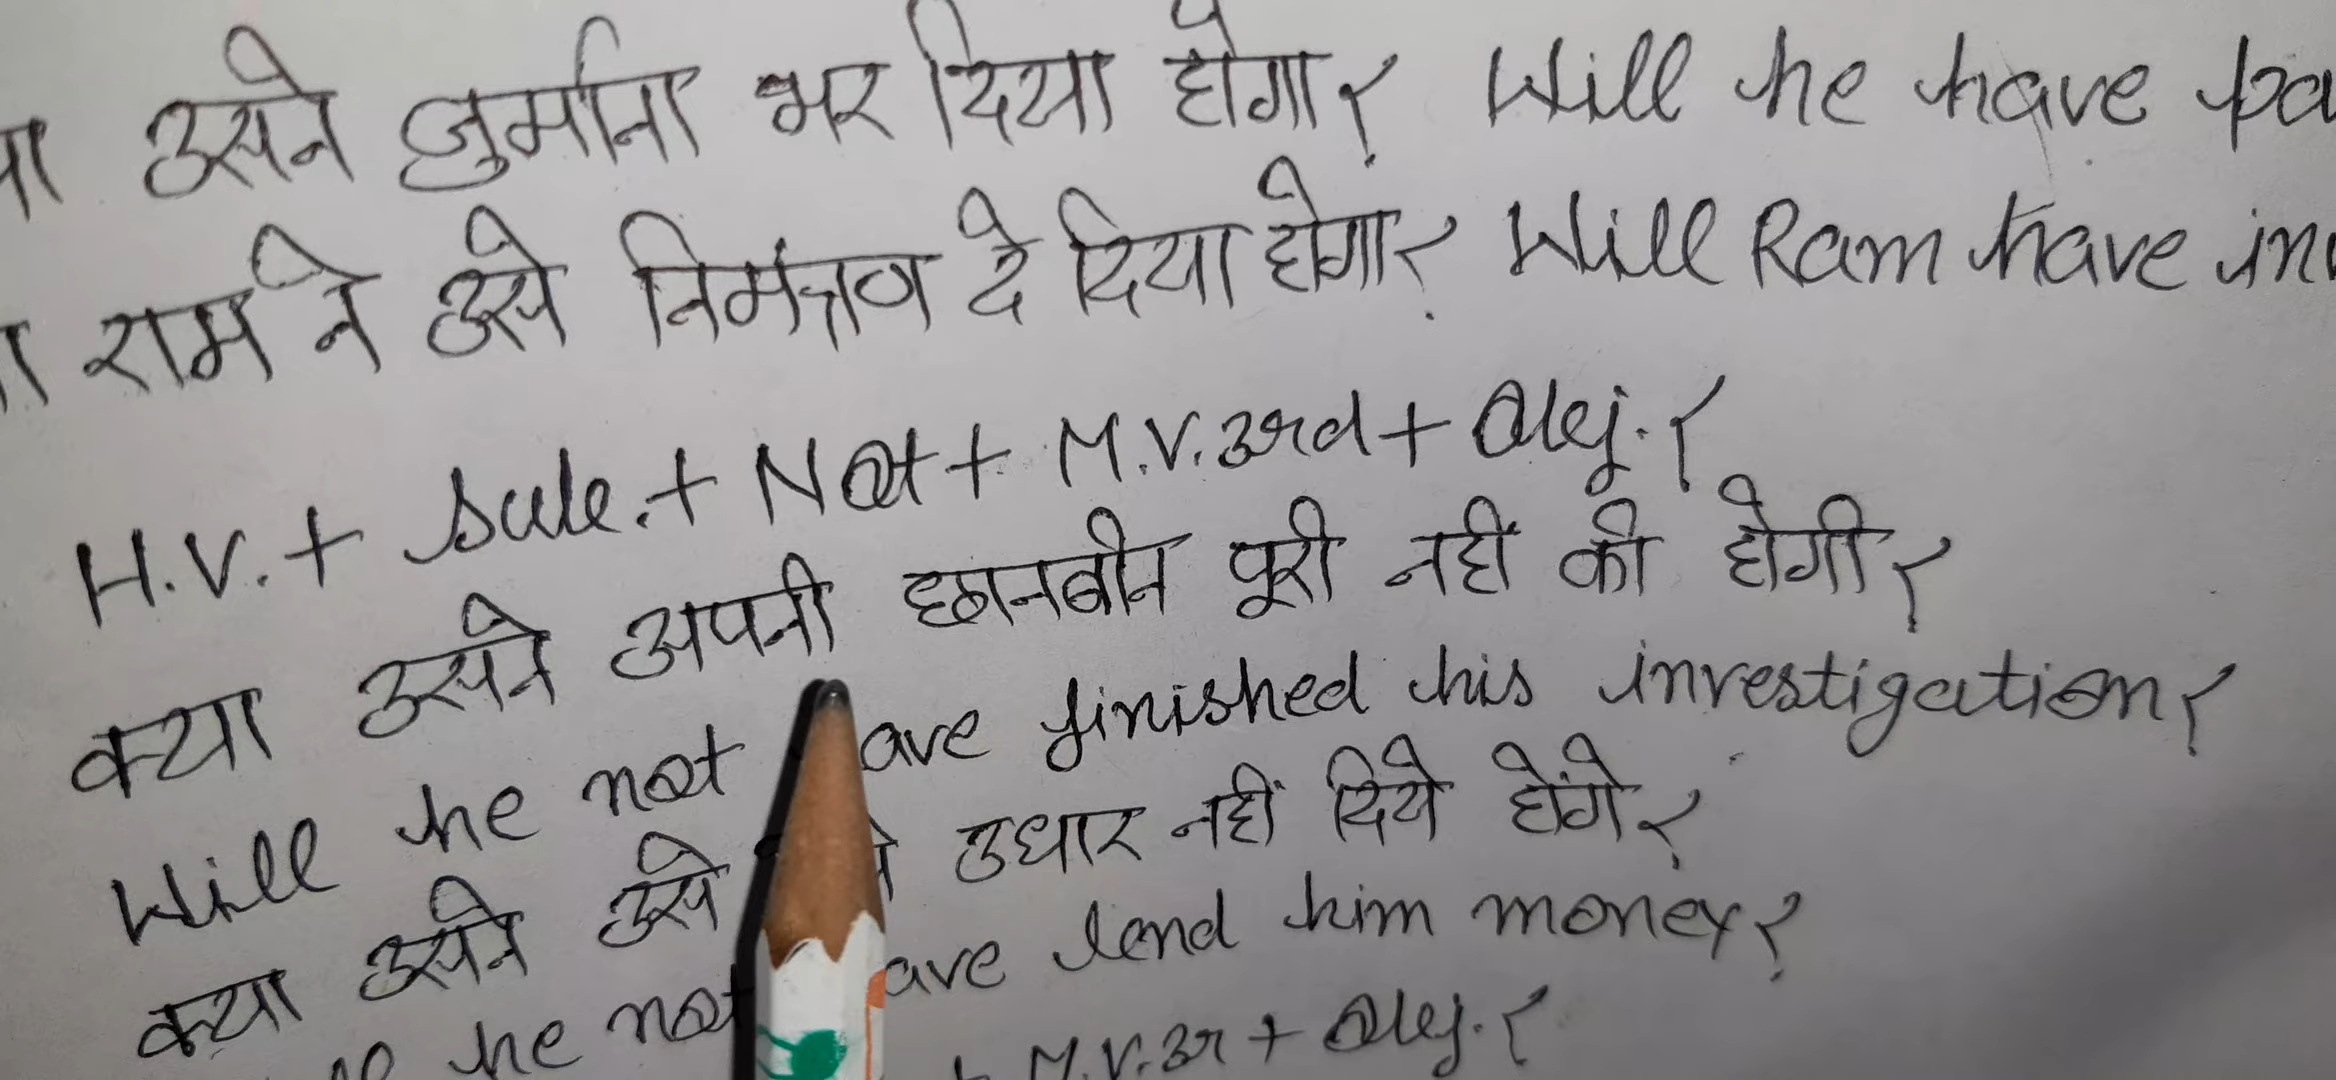 उसने जुर्माना भर दिया होगा? Will he have
राम ने उसे निमंत्रण दे दिया होगा? Will Ram have
H.V. + Sub. + Not + M.V.3rd + Obj.?
क्या उसने अपनी छानबीन पूरी नहीं की होगी?
Will he not ave finished his investigation?
क्या उसने उसे उधार नहीं दिये होंगे?
he not ave lend him money?
+ M.V.3r + Obj.?